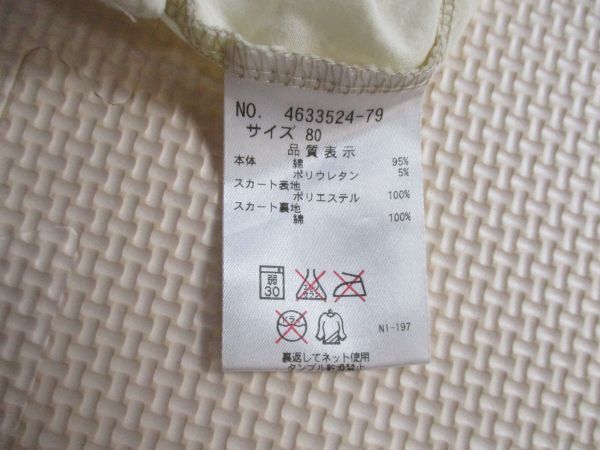 NO. 4633524-79
サイズ 80
品質表示
本体 綿 95%
ポリウレタン 5%
スカート表地
ポリエステル 100%
スカート裏地
綿 100%
弱
30
ドライ
NI-197
裏返してネット使用
タンブル乾燥禁止